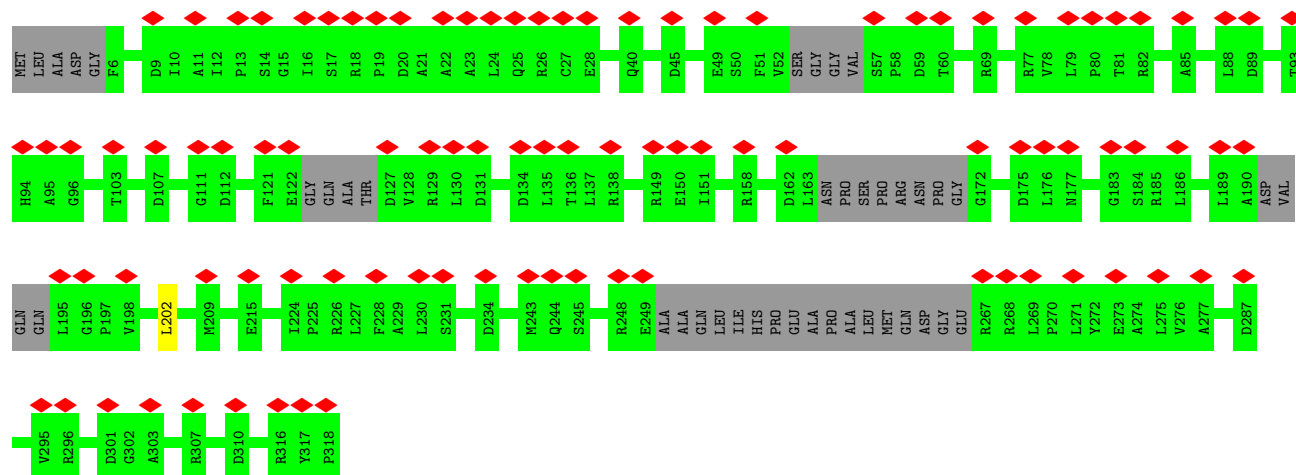 MET LEU ALA ASP GLY F6 D9 I10 A11 I12 P13 S14 G15 I16 S17 R18 P19 D20 A21 A22 A23 L24 Q25 R26 C27 E28 Q40 D45 E49 S50 F51 V52 SER GLY GLY VAL S57 P58 D59 T60 R69 R77 V78 L79 P80 T81 R82 A85 L88 D89 T93
H94 A95 G96 T103 D107 G111 D112 F121 E122 GLY GLN ALA THR D127 V128 R129 L130 D131 D134 L135 T136 L137 R138 R149 E150 I151 R158 D162 L163 ASN PRO SER PRO ARG ASN PRO GLY G172 D175 L176 N177 G183 S184 R185 L186 L189 A190 ASP VAL
GLN GLN L195 G196 P197 V198 L202 M209 E215 I224 P225 R226 L227 F228 A229 L230 S231 D234 M243 Q244 S245 R248 E249 ALA ALA GLN LEU ILE HIS PRO GLU ALA PRO ALA LEU MET GLN ASP GLY GLU R267 R268 L269 P270 L271 Y272 E273 A274 L275 V276 A277 D287
V295 R296 D301 G302 A303 R307 D310 R316 Y317 P318